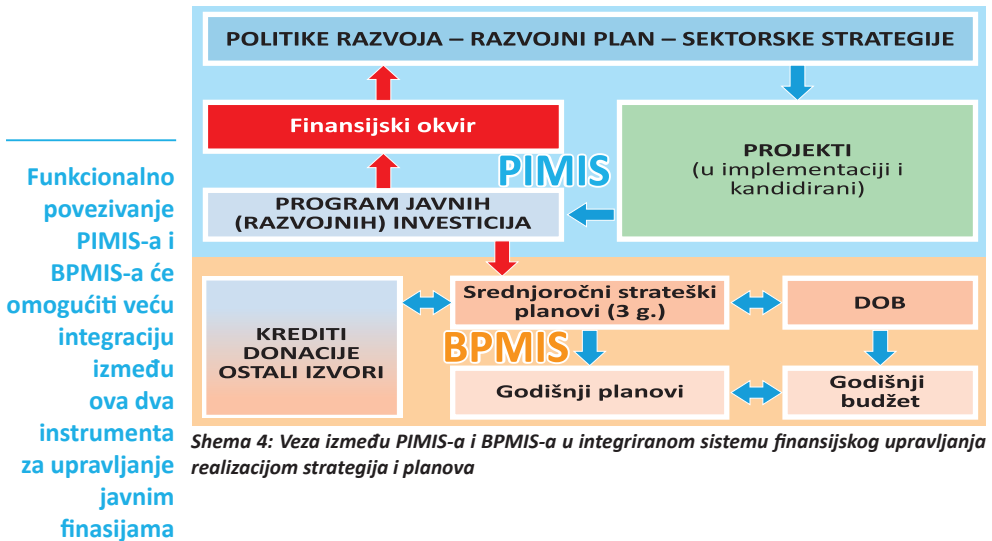 POLITIKE RAZVOJA – RAZVOJNI PLAN – SEKTORSKE STRATEGIJE
Finansijski okvir
PROJEKTI
(u implementaciji i
kandidirani)
PIMIS
PROGRAM JAVNIH
(RAZVOJNIH) INVESTICIJA
Funkcionalno
povezivanje
PIMIS-a i
BPMIS-a će
omogućiti veću
integraciju
između
ova dva
instrumenta
za upravljanje
javnim
finasijama
KREDITI
DONACIJE
OSTALI IZVORI
Srednjoročni strateški
planovi (3 g.)
DOB
BPMIS
Godišnji planovi
Godišnji
budžet
Shema 4: Veza između PIMIS-a i BPMIS-a u integriranom sistemu finansijskog upravljanja
realizacijom strategija i planova